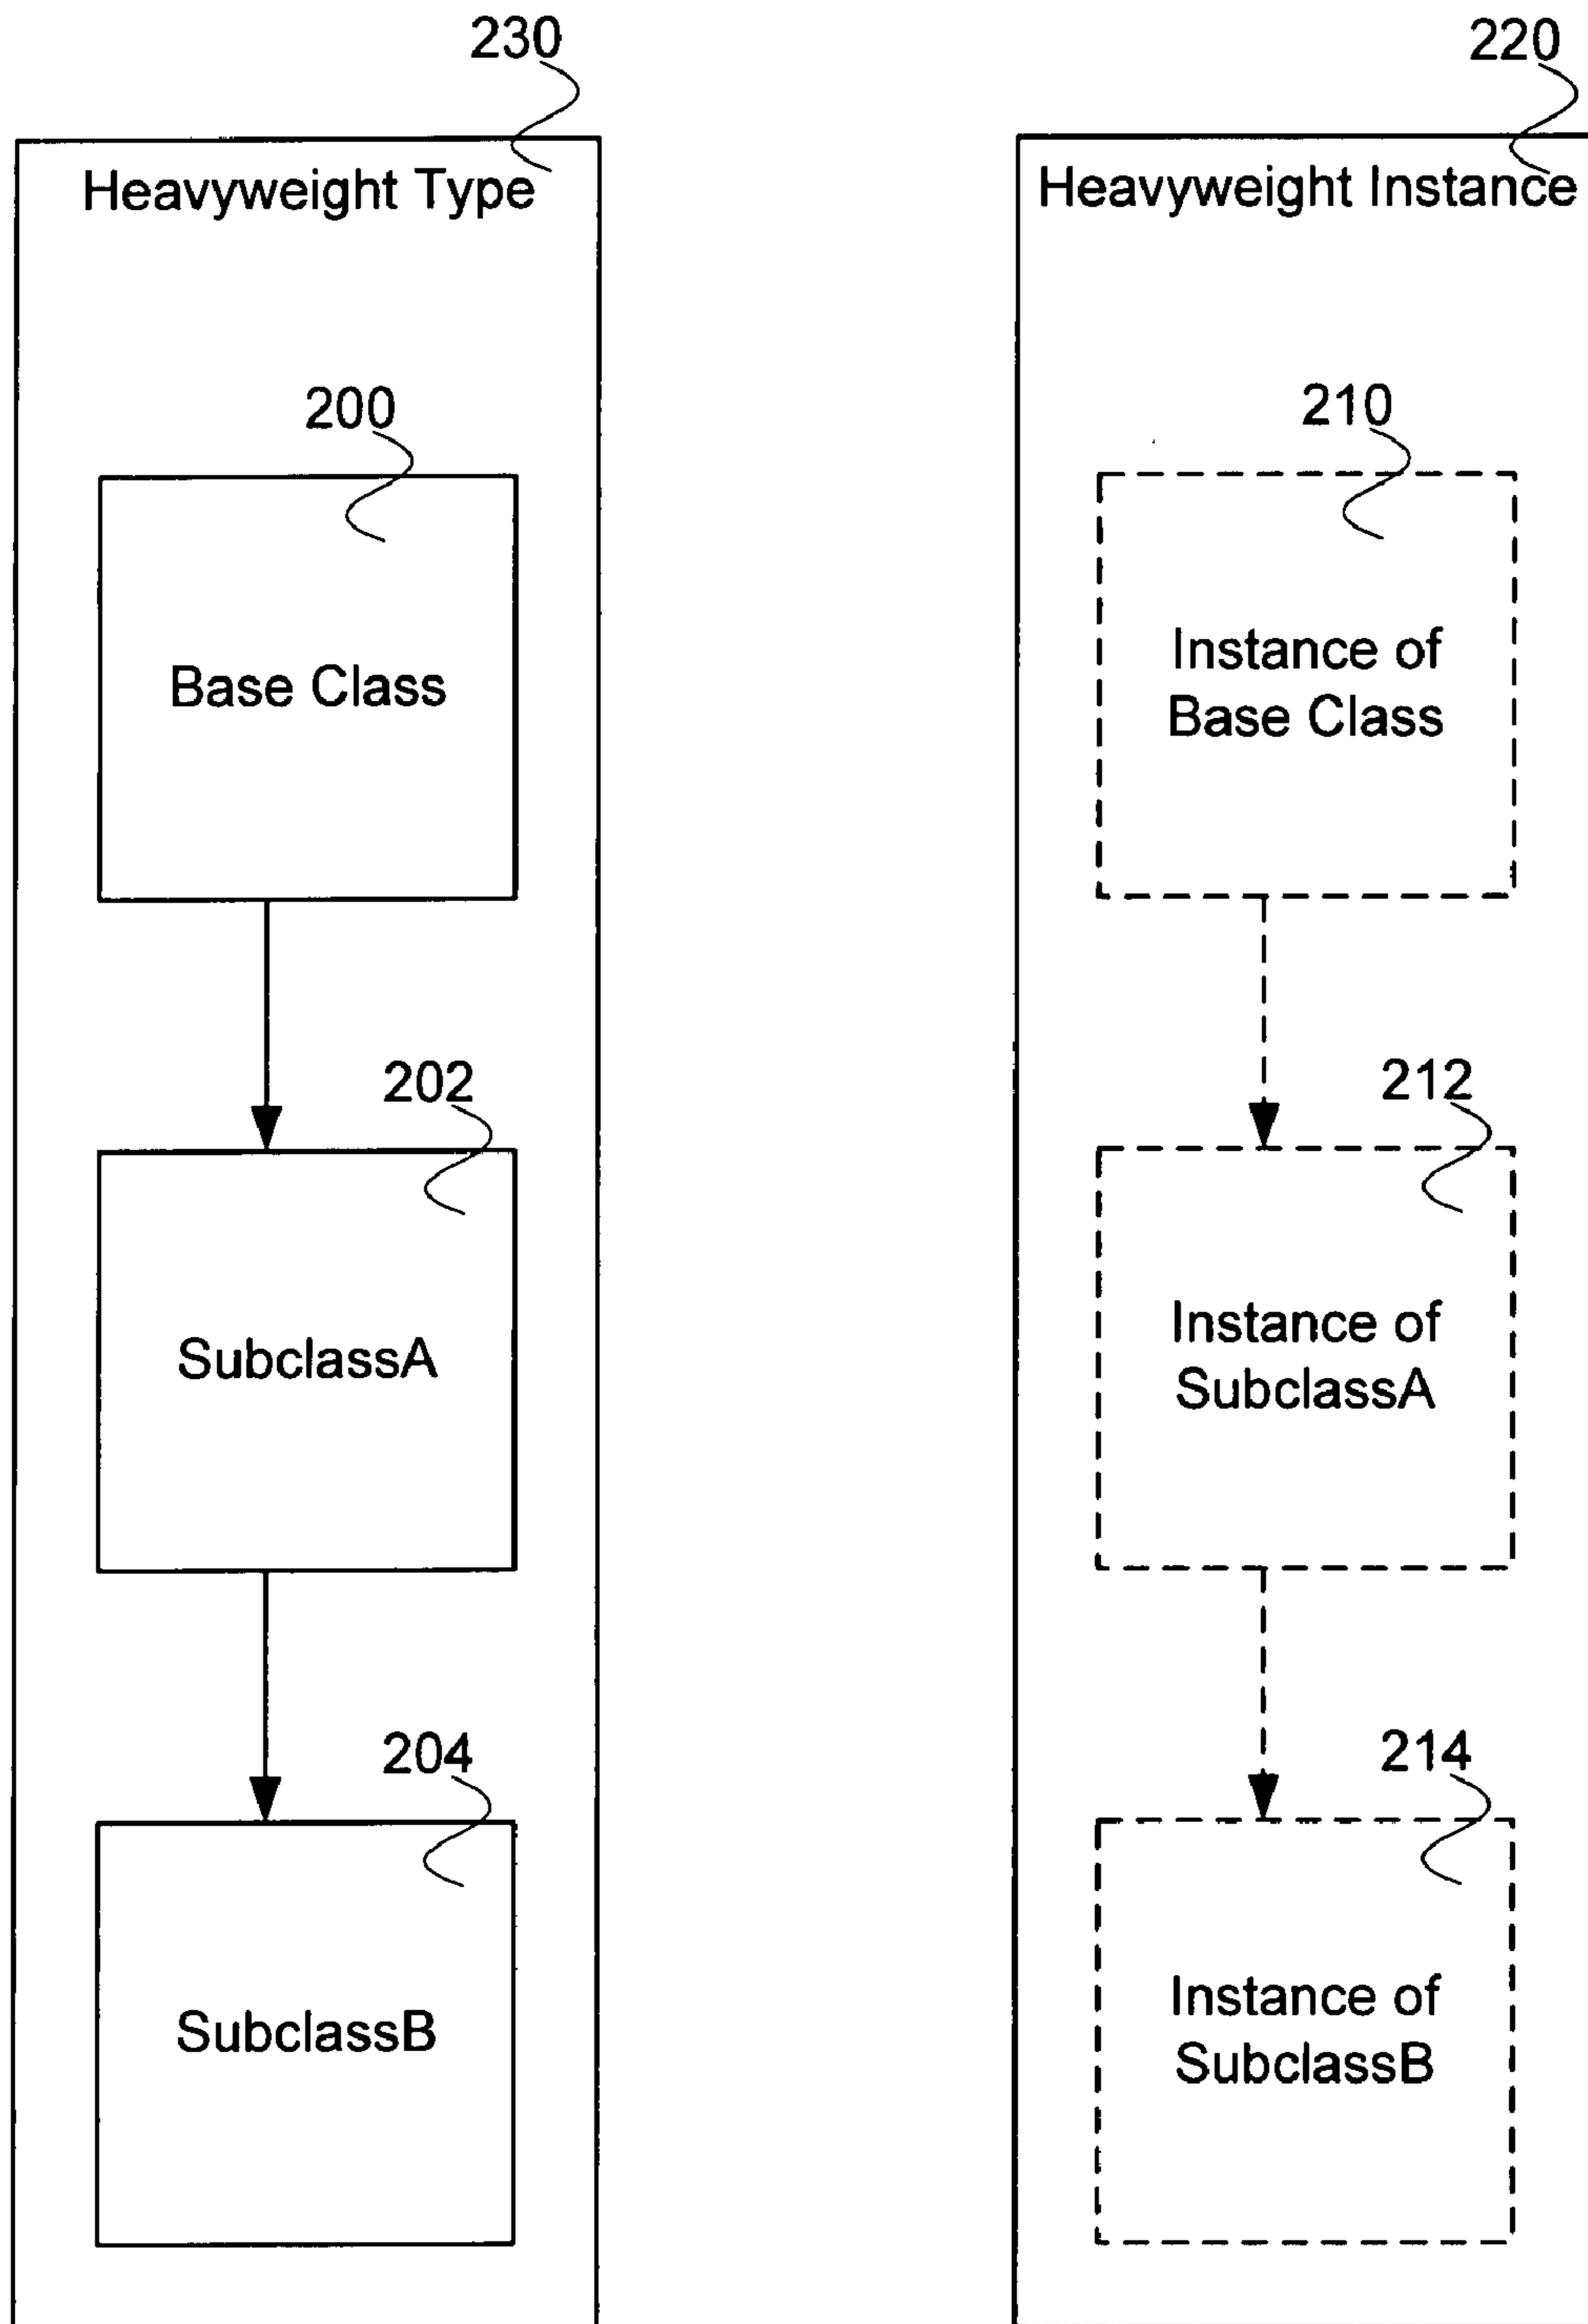 230
Heavyweight Type
200
Base Class
202
SubclassA
204
SubclassB
220
Heavyweight Instance
210
Instance of
Base Class
212
Instance of
SubclassA
214
Instance of
SubclassB